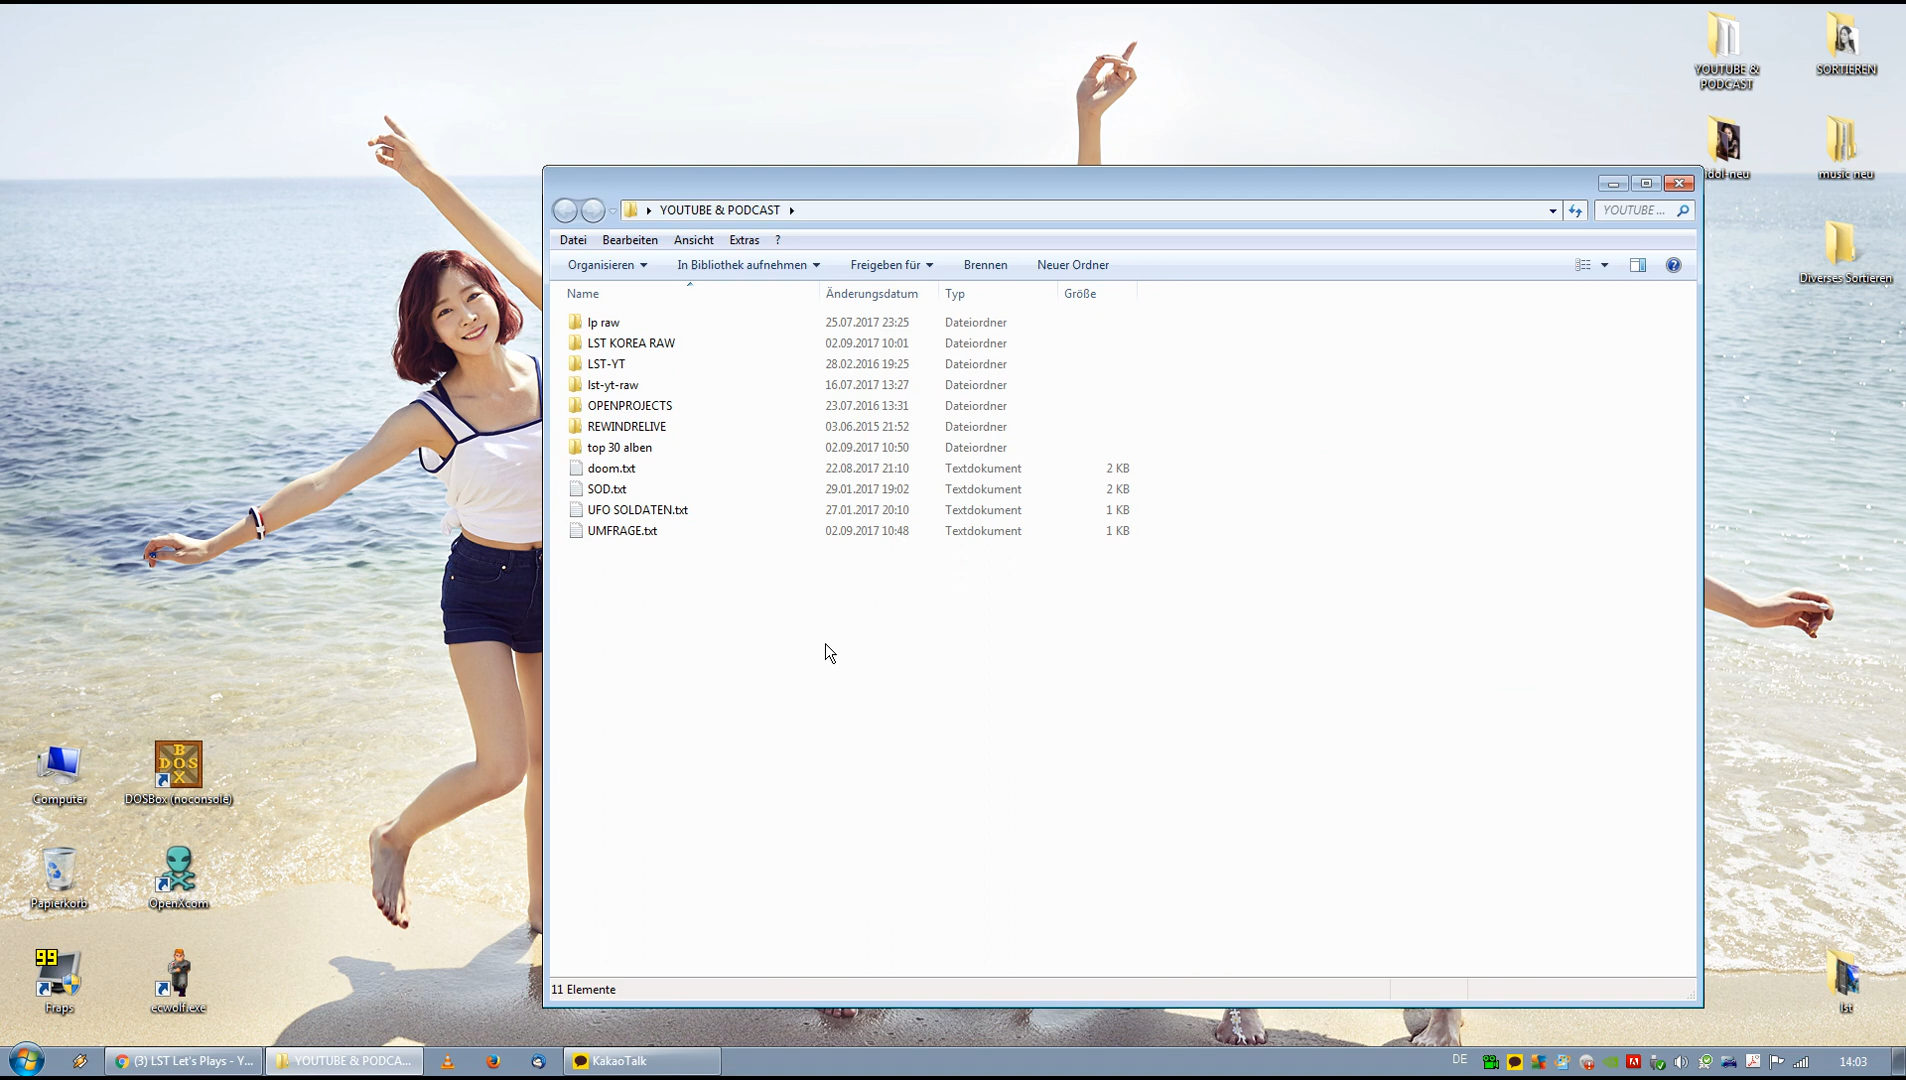 YOUTUBE &
PODCAST
SORTIEREN
idol-neu
music neu
YOUTUBE & PODCAST
YOUTUBE ...
Datei Bearbeiten Ansicht Extras ?
Organisieren In Bibliothek aufnehmen Freigeben für Brennen Neuer Ordner
Diverses Sortieren
Name Änderungsdatum Typ Größe
lp raw 25.07.2017 23:25 Dateiordner
LST KOREA RAW 02.09.2017 10:01 Dateiordner
LST-YT 28.02.2016 19:25 Dateiordner
lst-yt-raw 16.07.2017 13:27 Dateiordner
OPENPROJECTS 23.07.2016 13:31 Dateiordner
REWINDRELIVE 03.06.2015 21:52 Dateiordner
top 30 alben 02.09.2017 10:50 Dateiordner
doom.txt 22.08.2017 21:10 Textdokument 2 KB
SOD.txt 29.01.2017 19:02 Textdokument 2 KB
UFO SOLDATEN.txt 27.01.2017 20:10 Textdokument 1 KB
UMFRAGE.txt 02.09.2017 10:48 Textdokument 1 KB
BOX
DOS
Computer
DOSBox (noconsole)
Papierkorb
OpenXcom
99
Fraps
ecwolf.exe
11 Elemente
lst
(3) LST Let's Plays - Y...
YOUTUBE & PODCA...
KakaoTalk
DE
14:03